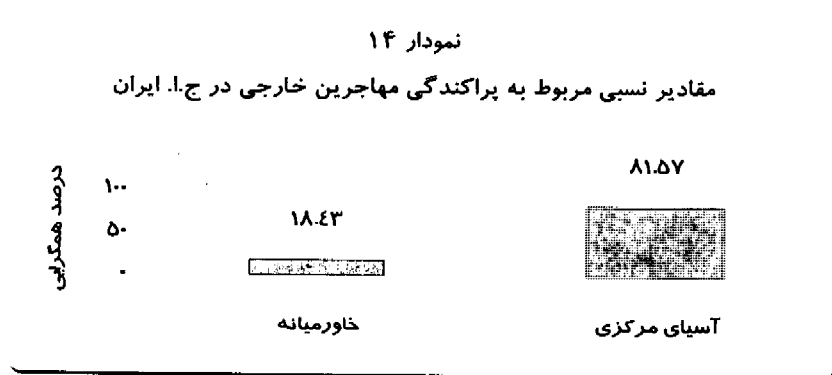 نمودار ۱۴
مقادیر نسبی مربوط به پراکندگی مهاجرین خارجی در ج.ا. ایران
درصد همگرایی
۱۰۰
۵۰
۰
۸۱.۵۷
۱۸.٤۳
آسیای مرکزی
خاورمیانه